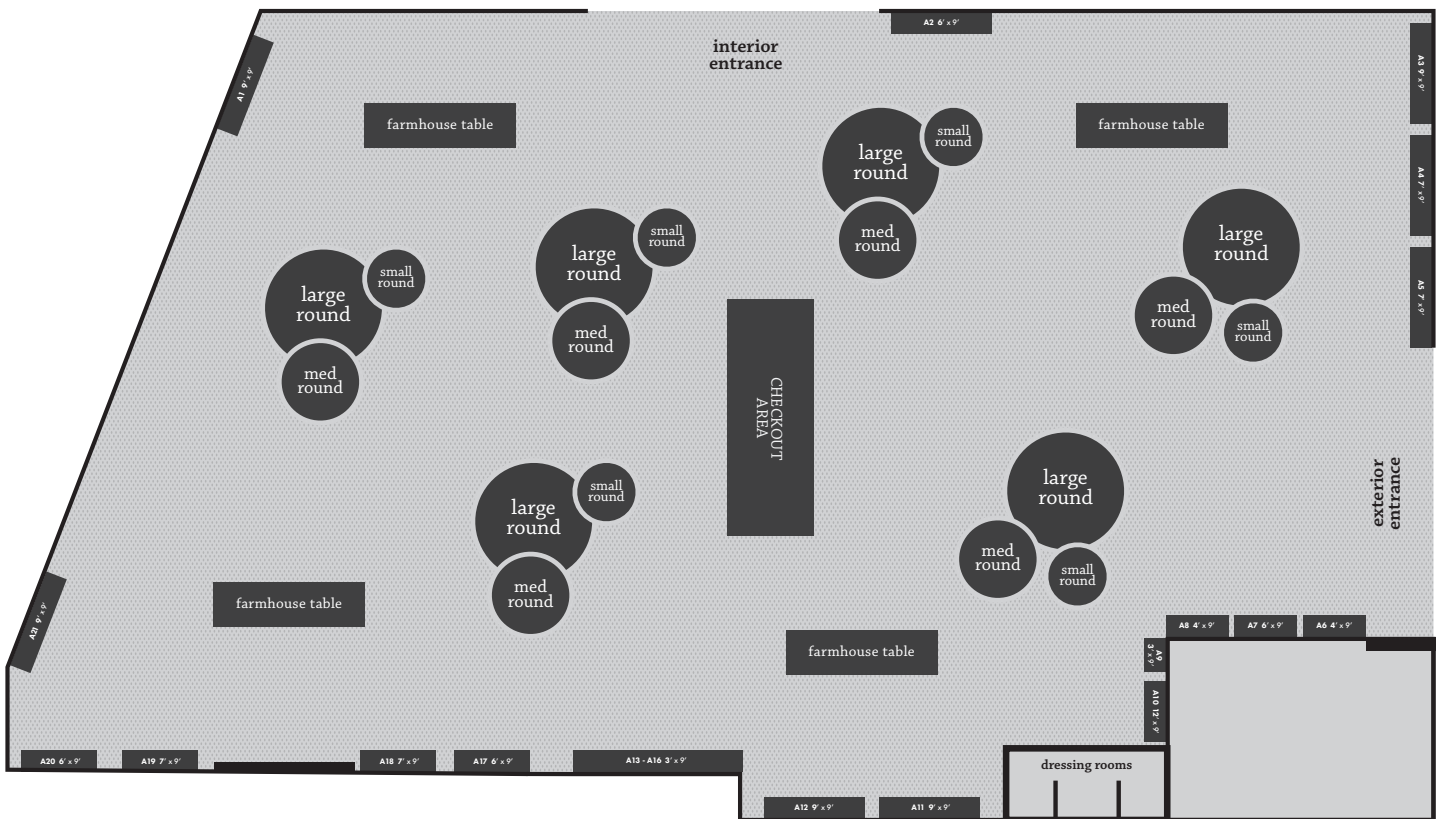 A2 6' x 9'
interior
entrance
A1 9' x 9'
A3 9' x 9'
farmhouse table
farmhouse table
large
round
small
round
med
round
A4 7' x 9'
large
round
small
round
med
round
large
round
med
round
small
round
large
round
small
round
med
round
A5 7' x 9'
CHECKOUT
AREA
large
round
small
round
med
round
large
round
med
round
small
round
exterior
entrance
farmhouse table
A21 9' x 9'
farmhouse table
A8 4' x 9'
A7 6' x 9'
A6 4' x 9'
A9
3' x 9'
A10 12' x 9'
A20 6' x 9'
A19 7' x 9'
A18 7' x 9'
A17 6' x 9'
A13 - A16 3' x 9'
dressing rooms
A12 9' x 9'
A11 9' x 9'